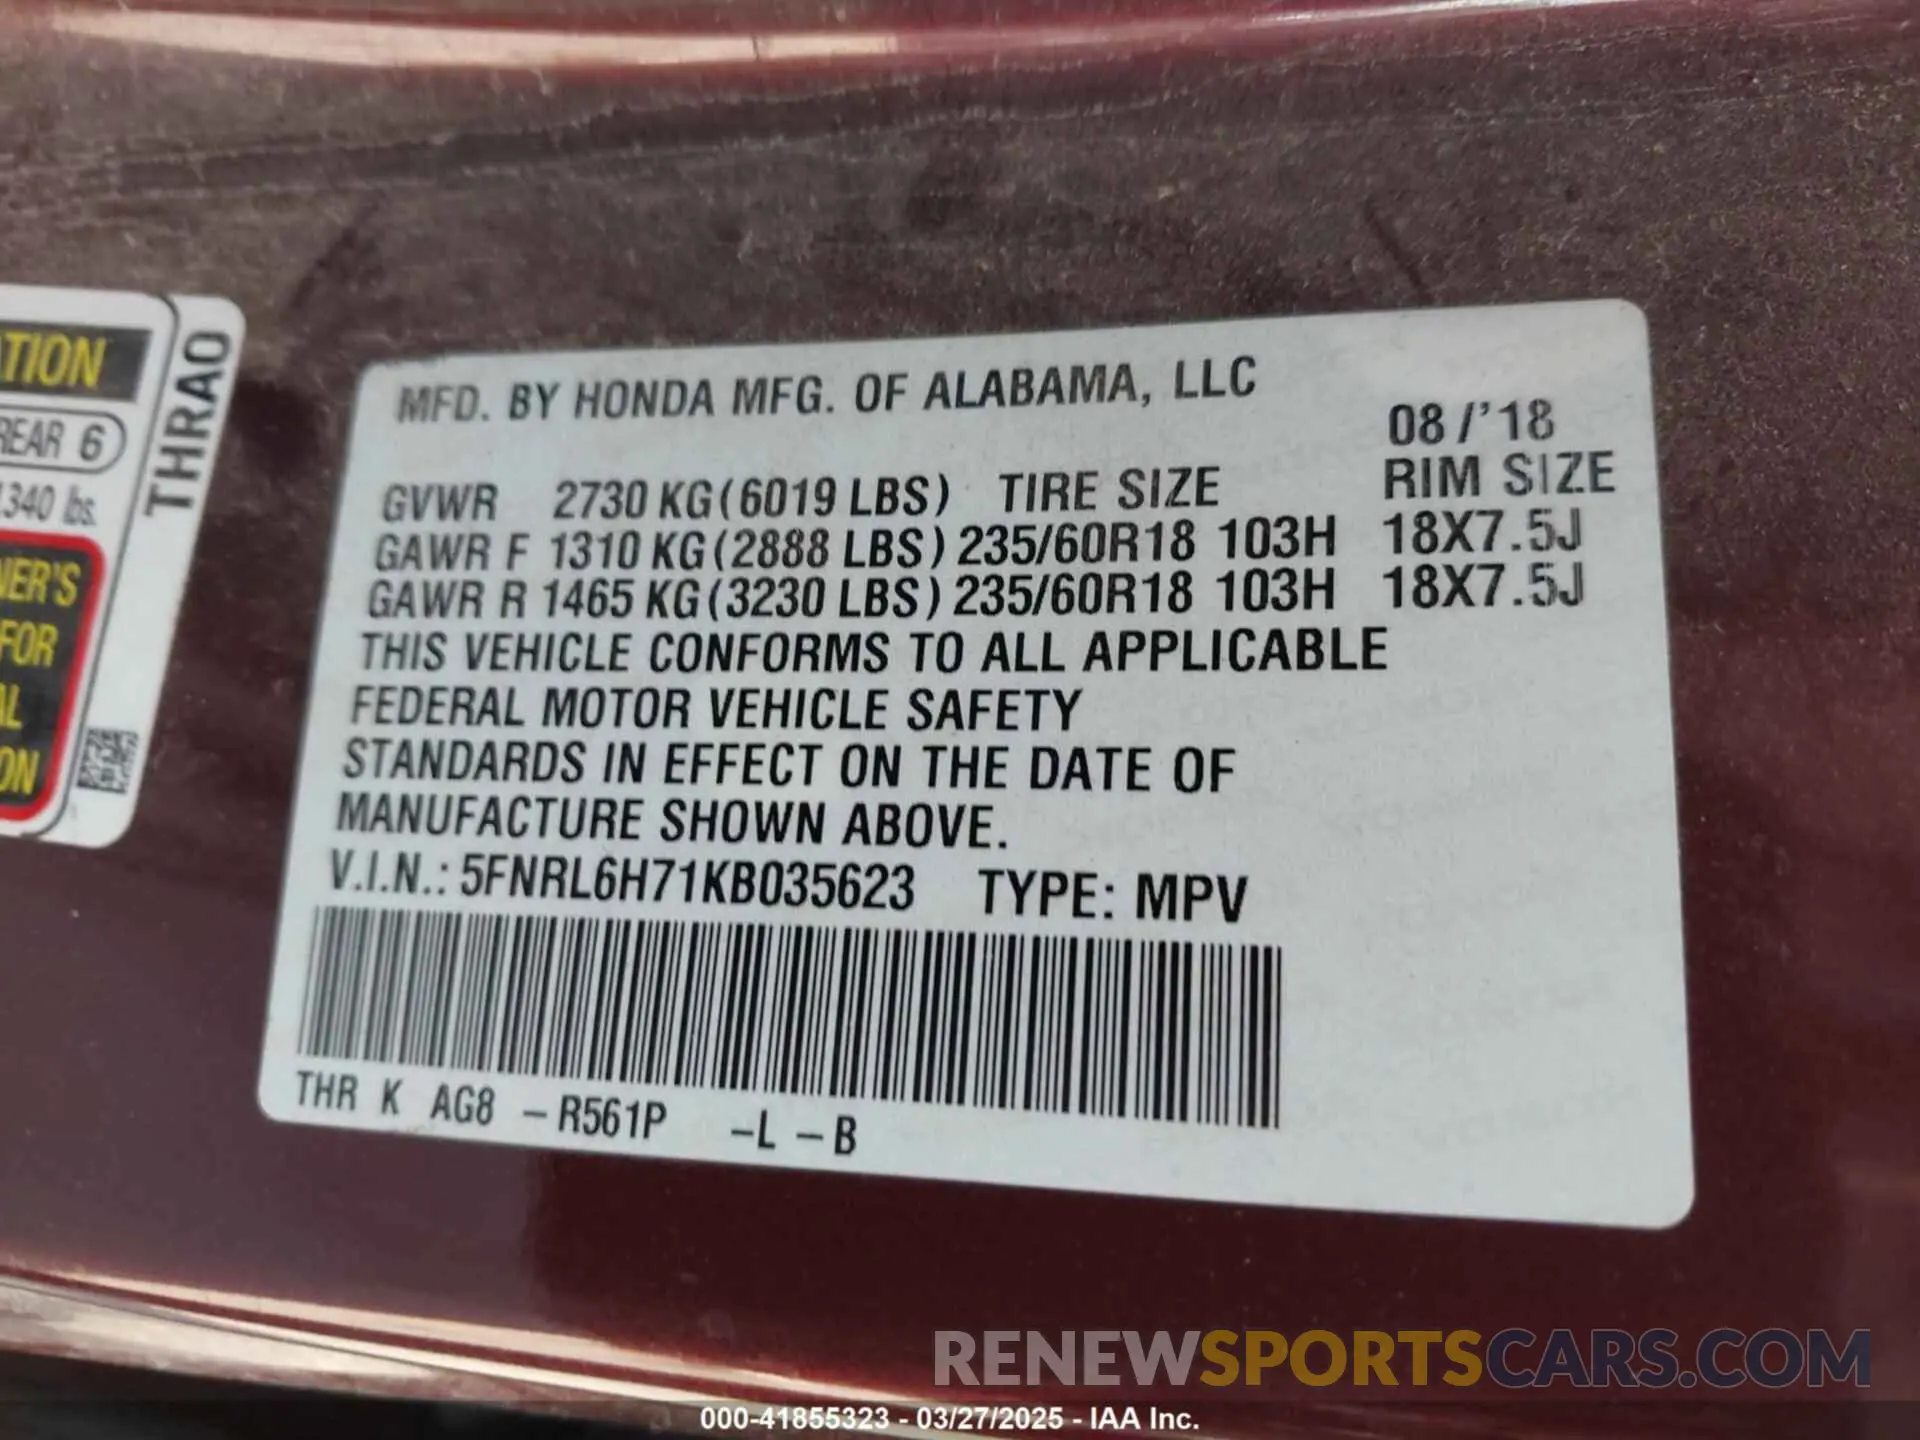 MFD. BY HONDA MFG. OF ALABAMA, LLC
08/'18
GVWR 2730 KG (6019 LBS) TIRE SIZE RIM SIZE
GAWR F 1310 KG (2888 LBS) 235/60R18 103H 18X7.5J
GAWR R 1465 KG (3230 LBS) 235/60R18 103H 18X7.5J
THIS VEHICLE CONFORMS TO ALL APPLICABLE
FEDERAL MOTOR VEHICLE SAFETY
STANDARDS IN EFFECT ON THE DATE OF
MANUFACTURE SHOWN ABOVE.
V.I.N.: 5FNRL6H71KB035623 TYPE: MPV
THR K AG8 - R561P - L - B
ATION
REAR 6
1340 lbs.
NER'S
FOR
AL
ON
THRAO
RENEWSPORTSCARS.COM
000-41855323 - 03/27/2025 - IAA Inc.